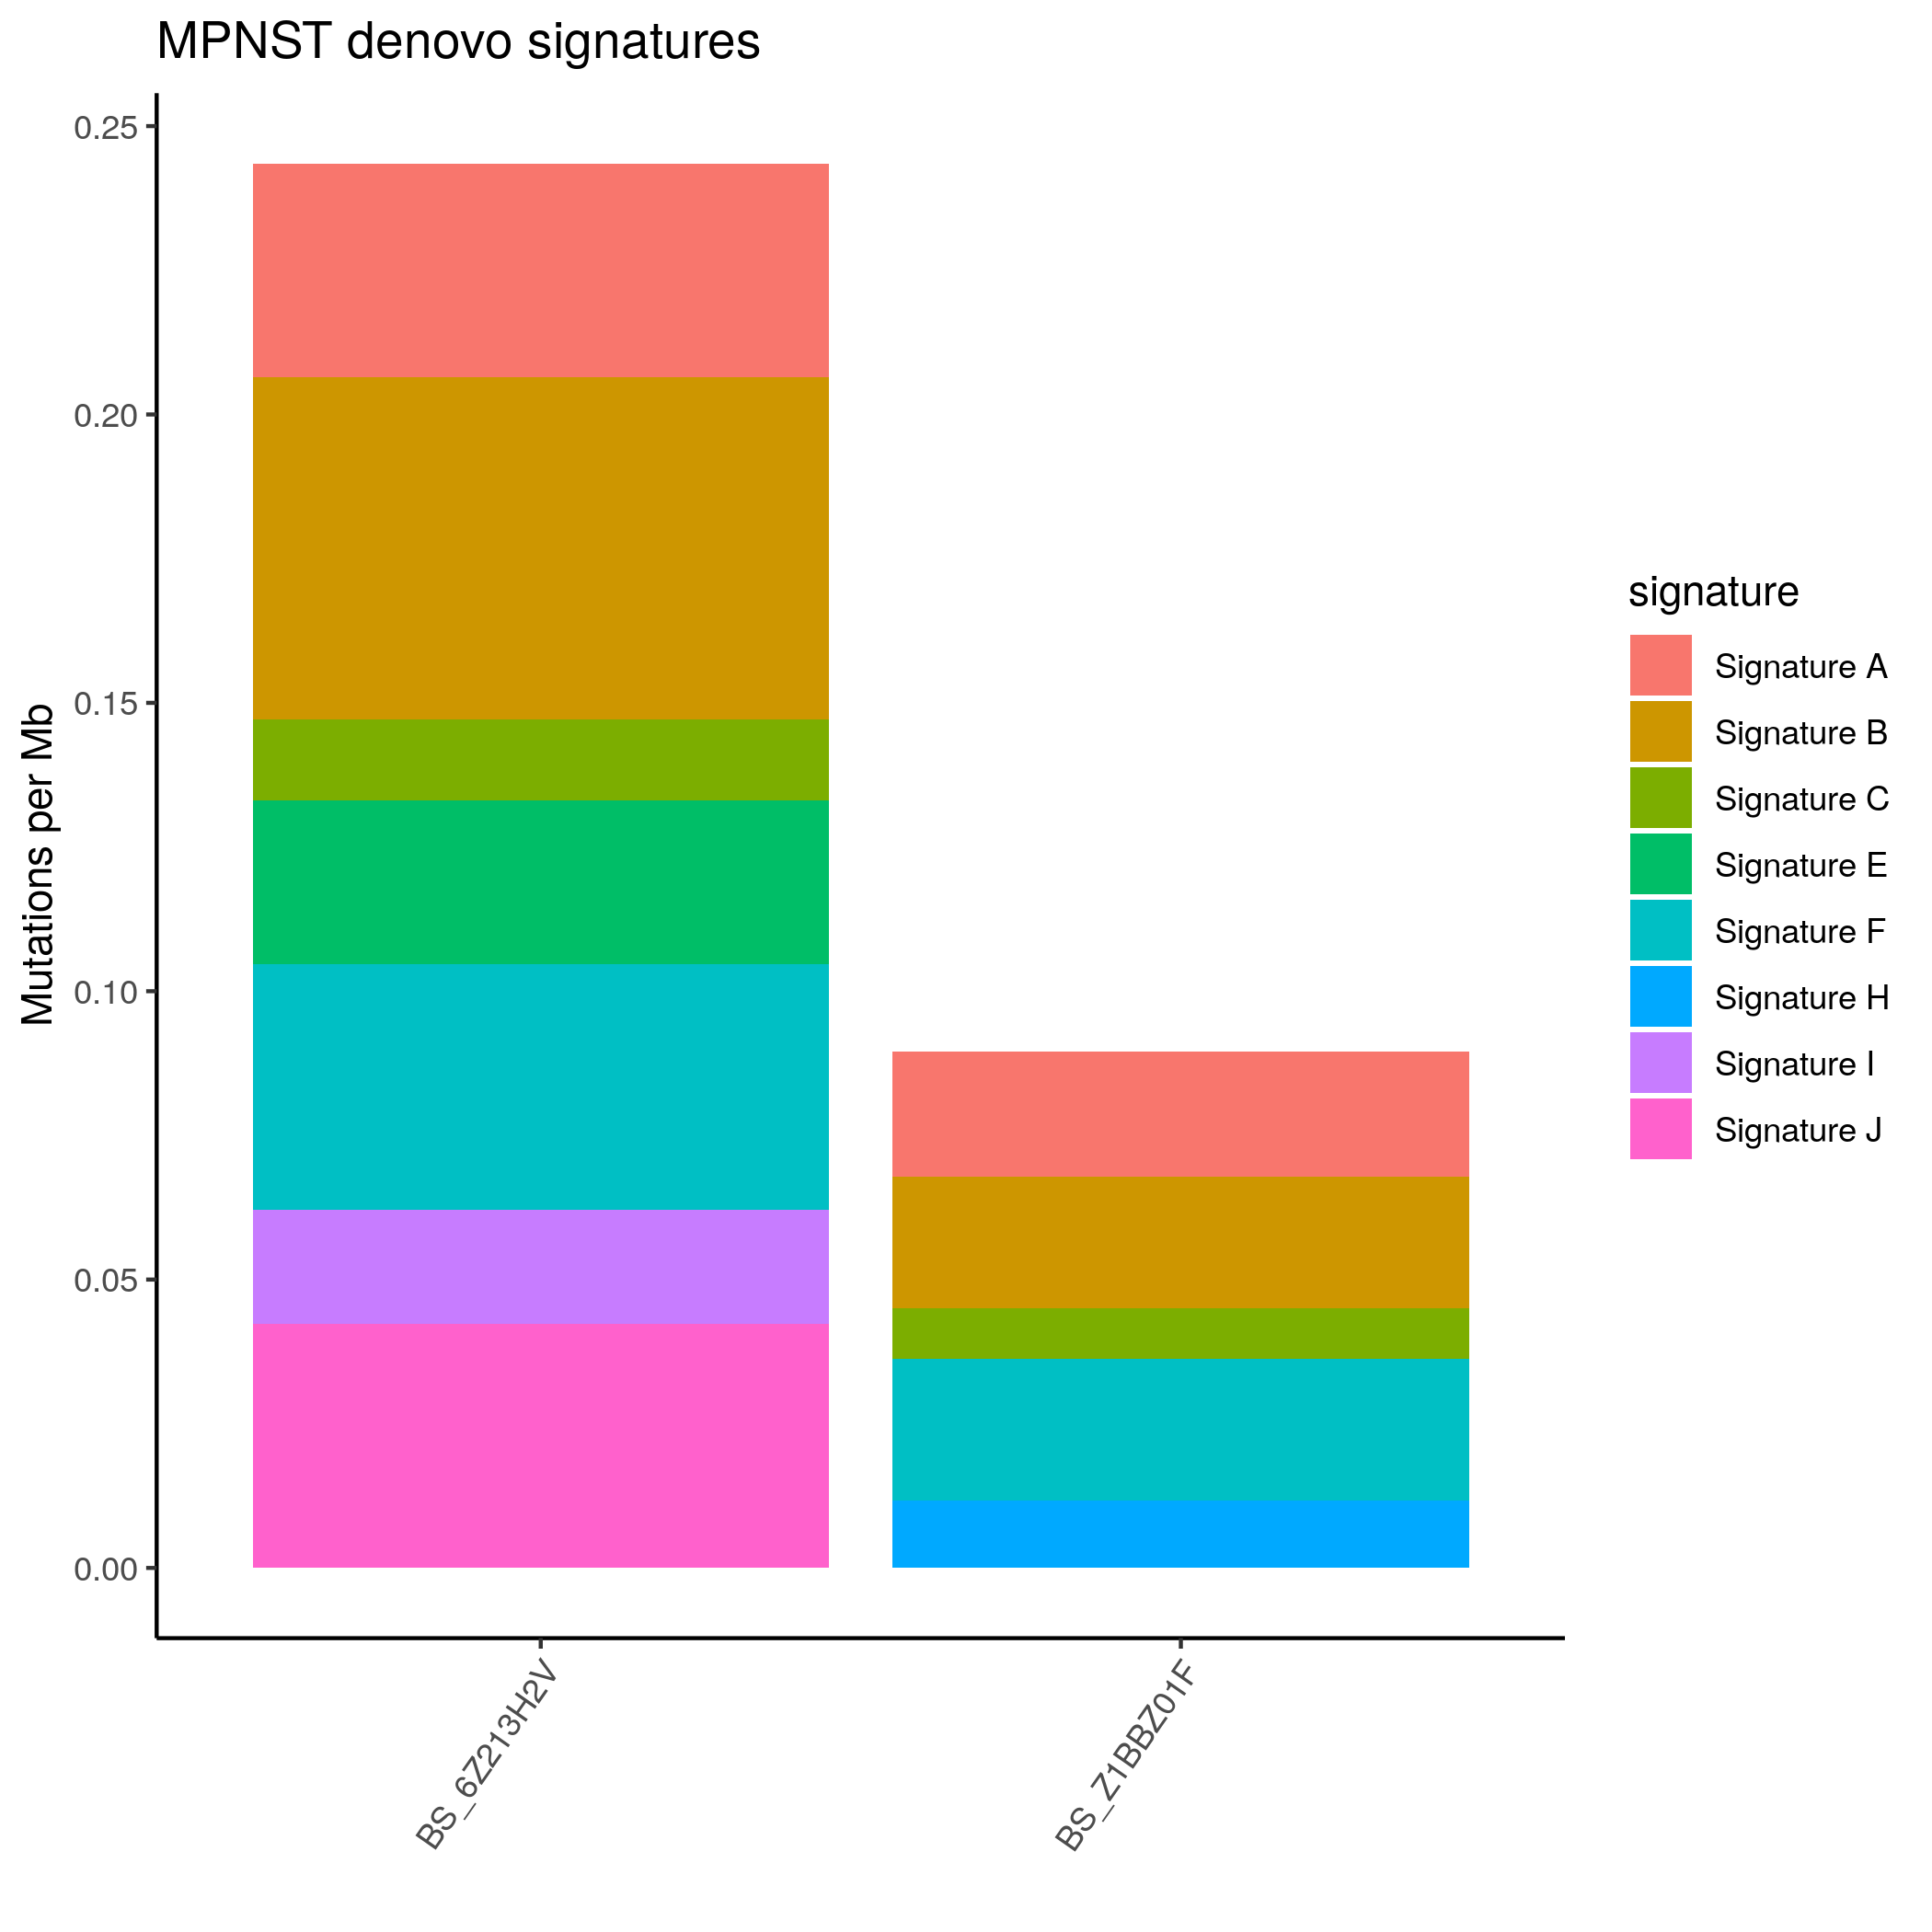 MPNST denovo signatures
Mutations per Mb
0.25
0.20
0.15
0.10
0.05
0.00
BS_6Z213H2V
BS_Z1BBZ01F
signature
Signature A
Signature B
Signature C
Signature E
Signature F
Signature H
Signature I
Signature J